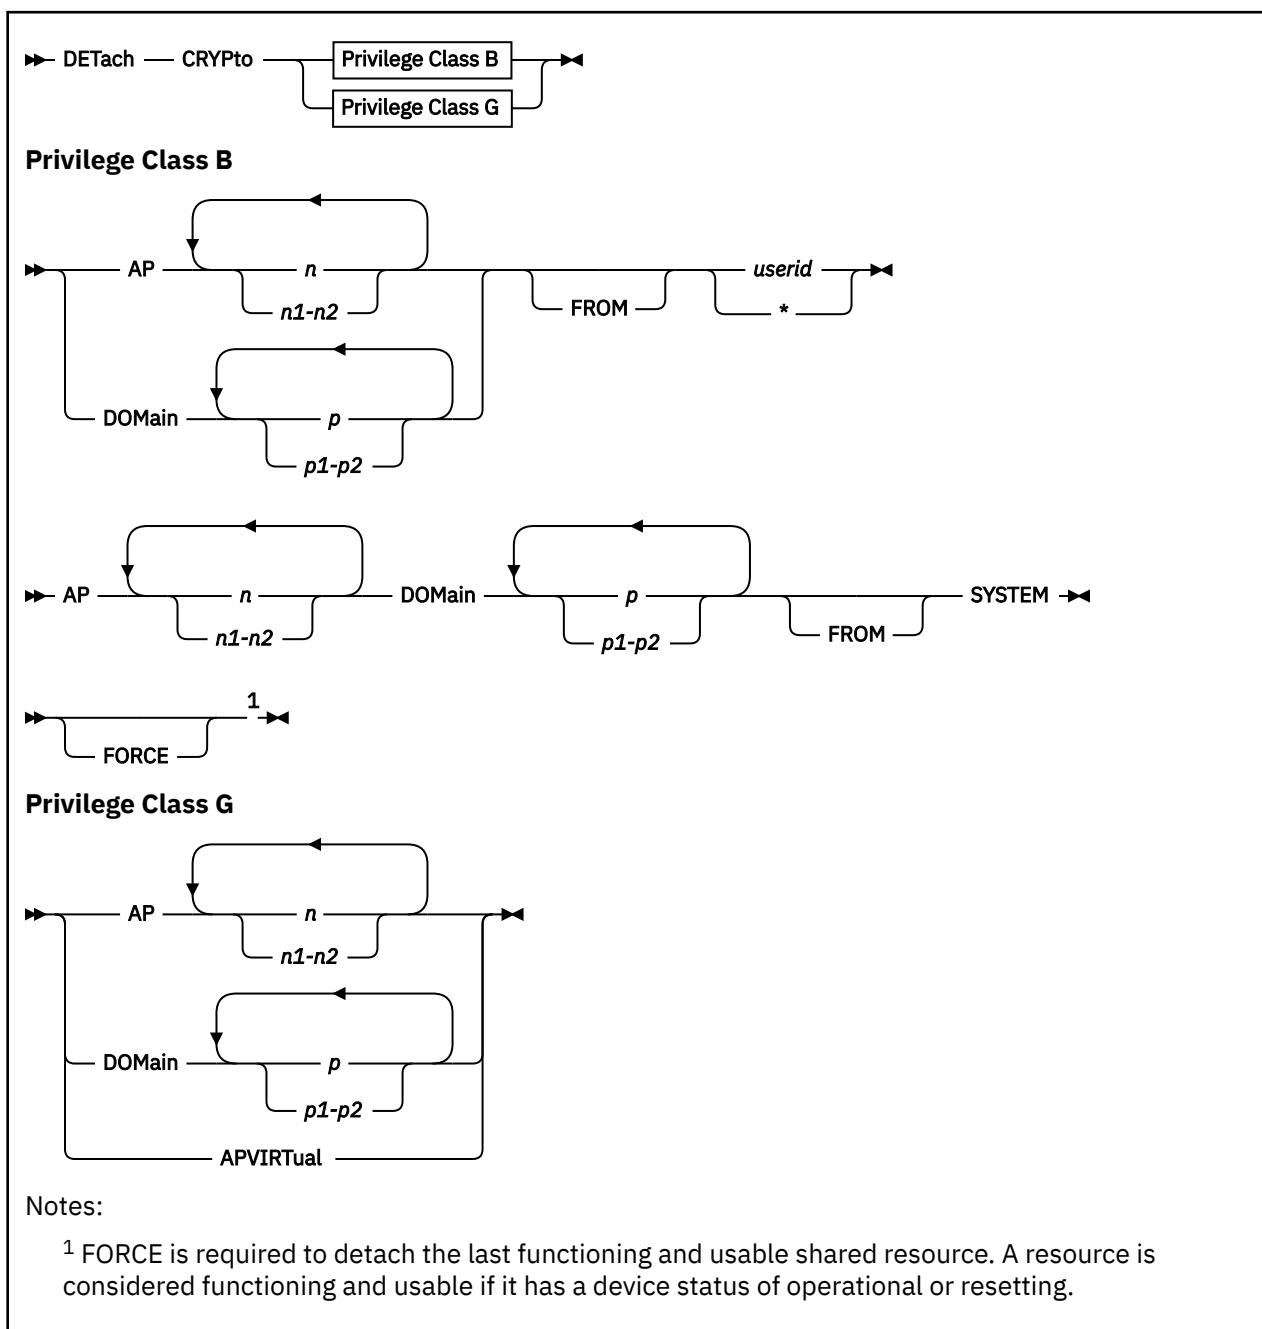 DETach CRYPto Privilege Class B
Privilege Class G
Privilege Class B
AP n FROM userid
n1-n2 *
DOMain p
p1-p2
AP n DOMain p SYSTEM
n1-n2 p1-p2 FROM
1
FORCE
Privilege Class G
AP n
n1-n2
DOMain p
p1-p2
APVIRTual
Notes:
1 FORCE is required to detach the last functioning and usable shared resource. A resource is
considered functioning and usable if it has a device status of operational or resetting.